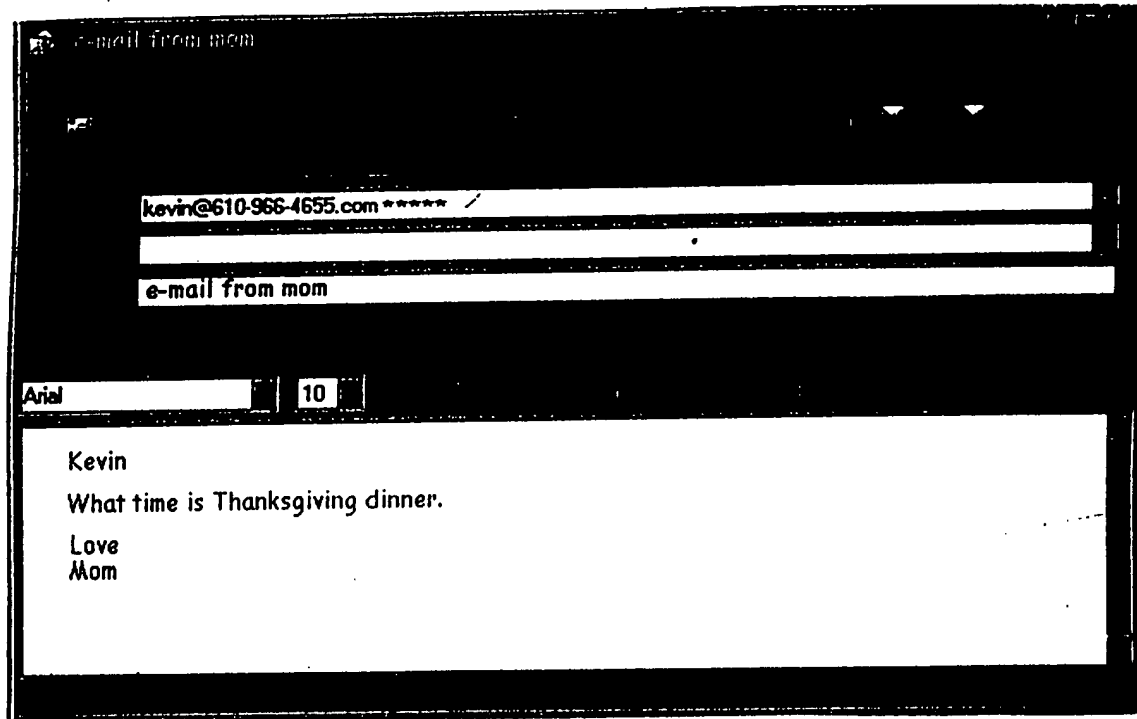 e-mail from mom
kevin@610-966-4655.com *****
e-mail from mom
Arial 10
Kevin
What time is Thanksgiving dinner.
Love
Mom